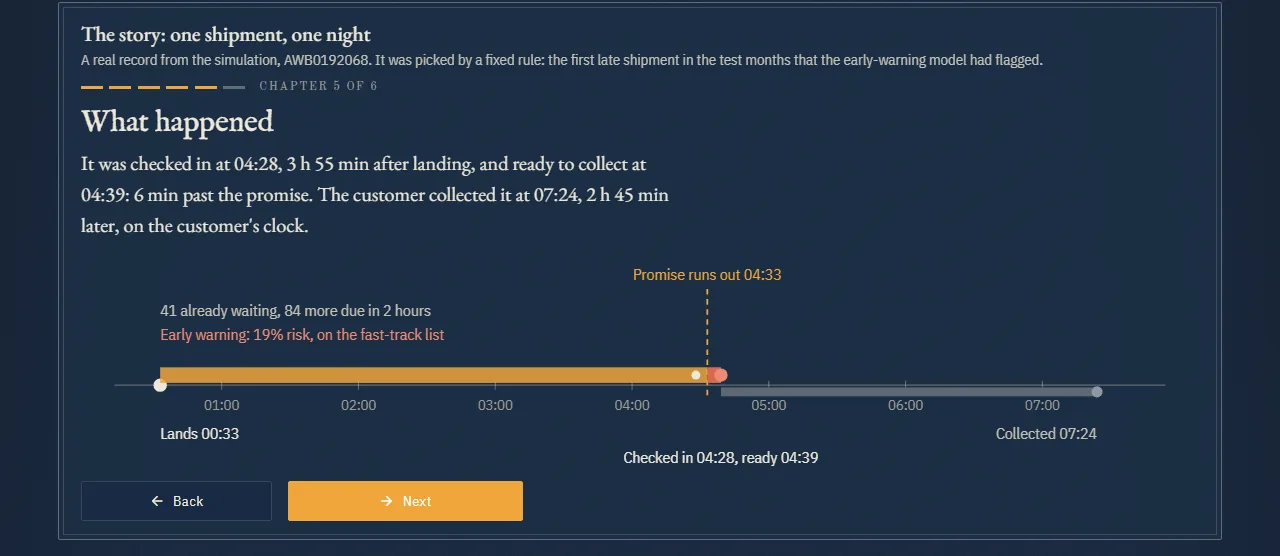 The story: one shipment, one night
A real record from the simulation, AWB0192068. It was picked by a fixed rule: the first late shipment in the test months that the early-warning model had flagged.
CHAPTER 5 OF 6
What happened
It was checked in at 04:28, 3 h 55 min after landing, and ready to collect at
04:39: 6 min past the promise. The customer collected it at 07:24, 2 h 45 min
later, on the customer's clock.
Promise runs out 04:33
41 already waiting, 84 more due in 2 hours
Early warning: 19% risk, on the fast-track list
01:00 02:00 03:00 04:00 05:00 06:00 07:00
Lands 00:33 Collected 07:24
Checked in 04:28, ready 04:39
← Back → Next